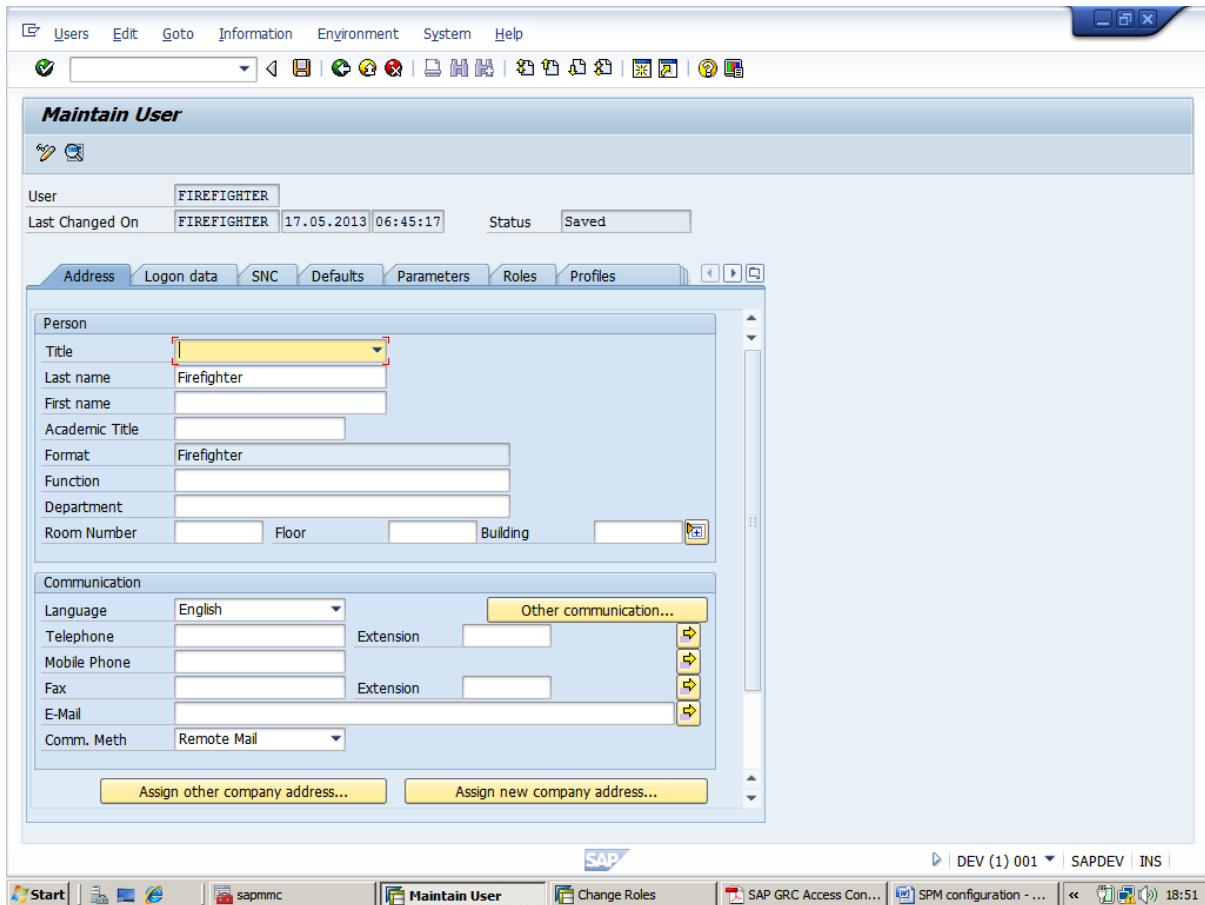 Users Edit Goto Information Environment System Help
Maintain User
User FIREFIGHTER
Last Changed On FIREFIGHTER 17.05.2013 06:45:17 Status Saved
Address Logon data SNC Defaults Parameters Roles Profiles
Person
Title
Last name Firefighter
First name
Academic Title
Format Firefighter
Function
Department
Room Number Floor Building
Communication
Language English Other communication...
Telephone Extension
Mobile Phone
Fax Extension
E-Mail
Comm. Meth Remote Mail
Assign other company address... Assign new company address...
SAP DEV (1) 001 SAPDEV INS
Start sapmmc Maintain User Change Roles SAP GRC Access Con... SPM configuration - ... « 18:51